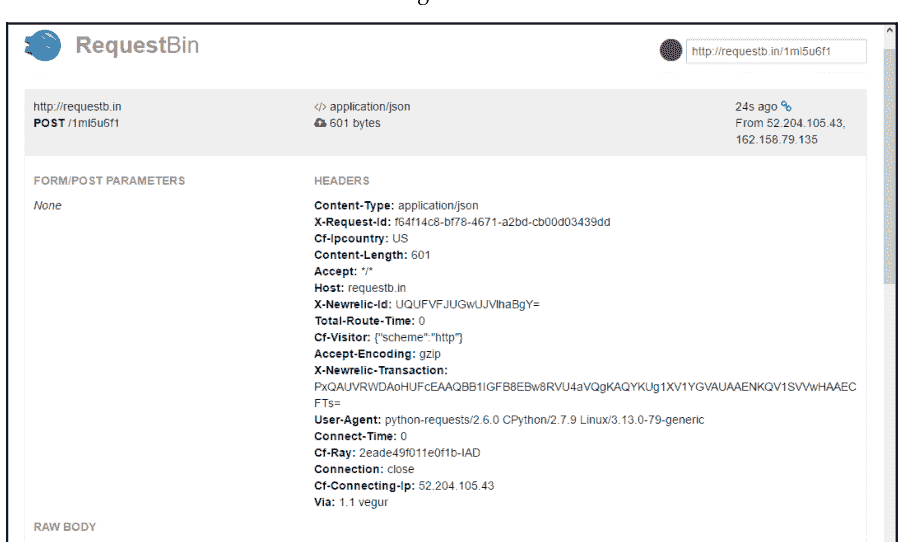 RequestBin
http://requestb.in/1ml5u6f1
http://requestb.in
POST /1ml5u6f1
</> application/json
601 bytes
24s ago
From 52.204.105.43,
162.158.79.135
FORM/POST PARAMETERS
None
HEADERS
Content-Type: application/json
X-Request-Id: f64f14c8-bf78-4671-a2bd-cb00d03439dd
Cf-Ipcountry: US
Content-Length: 601
Accept: */*
Host: requestb.in
X-Newrelic-Id: UQUFVFJUGwUJVlhaBgY=
Total-Route-Time: 0
Cf-Visitor: {"scheme":"http"}
Accept-Encoding: gzip
X-Newrelic-Transaction:
PxQAUVRWDAoHUFcEAAQBB1IGFB8EBw8RVU4aVQgKAQYKUg1XV1YGVAUAAENKQV1SVVwHAAEC
FTs=
User-Agent: python-requests/2.6.0 CPython/2.7.9 Linux/3.13.0-79-generic
Connect-Time: 0
Cf-Ray: 2eade49f011e0f1b-IAD
Connection: close
Cf-Connecting-Ip: 52.204.105.43
Via: 1.1 vegur
RAW BODY